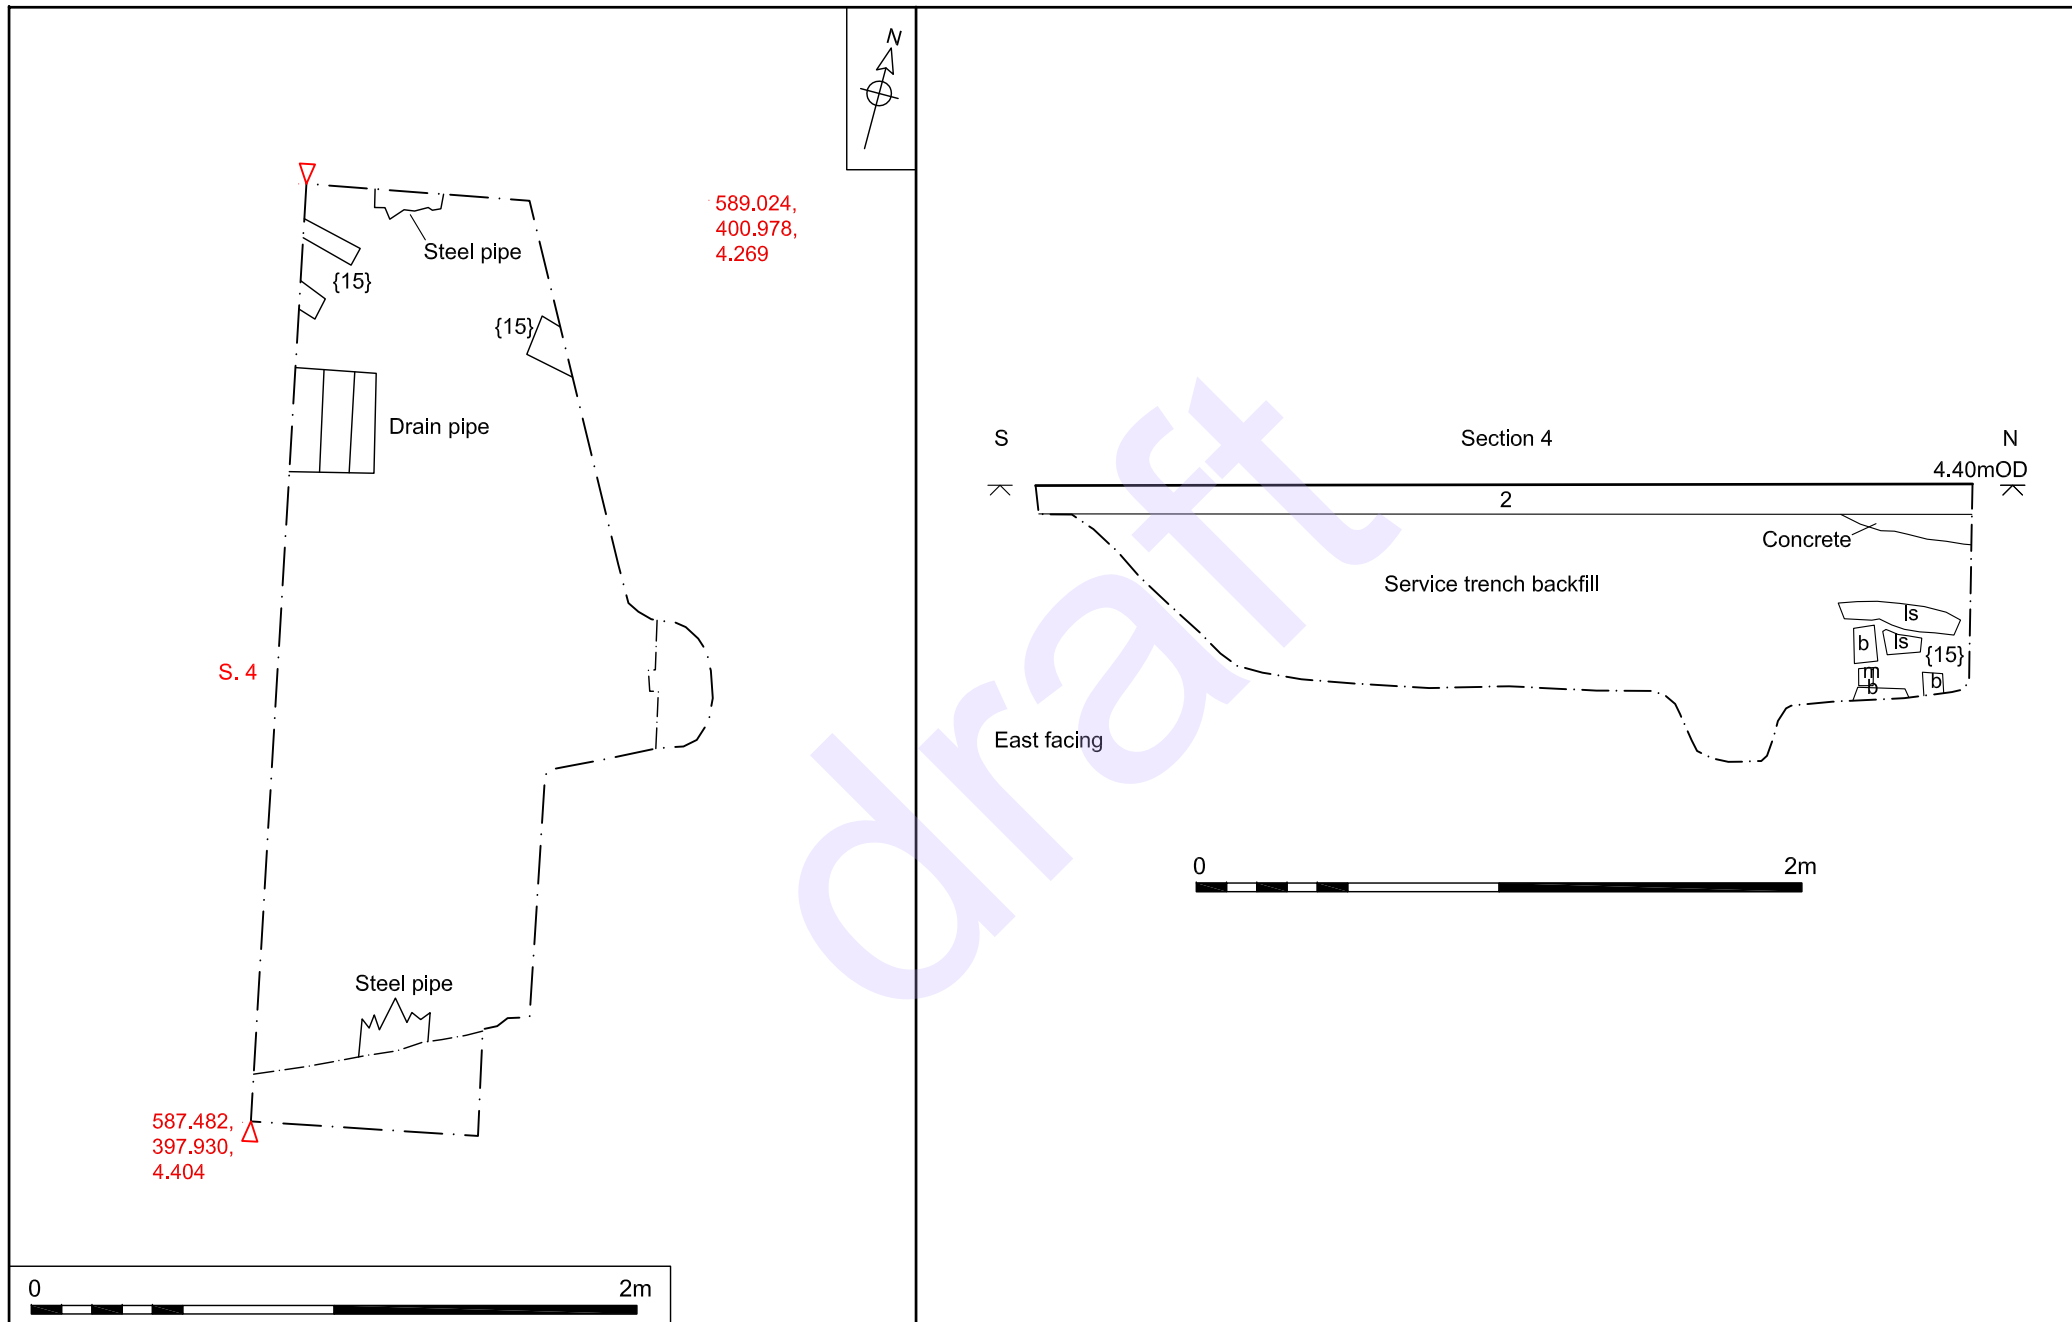 N
589.024,
400.978,
4.269
Steel pipe
{15}
{15}
Drain pipe
S. 4
Steel pipe
587.482,
397.930,
4.404
0 2m
S Section 4 N
4.40mOD
2
Concrete
Service trench backfill
ls
b ls
{15}
m
b b
East facing
0 2m
draft